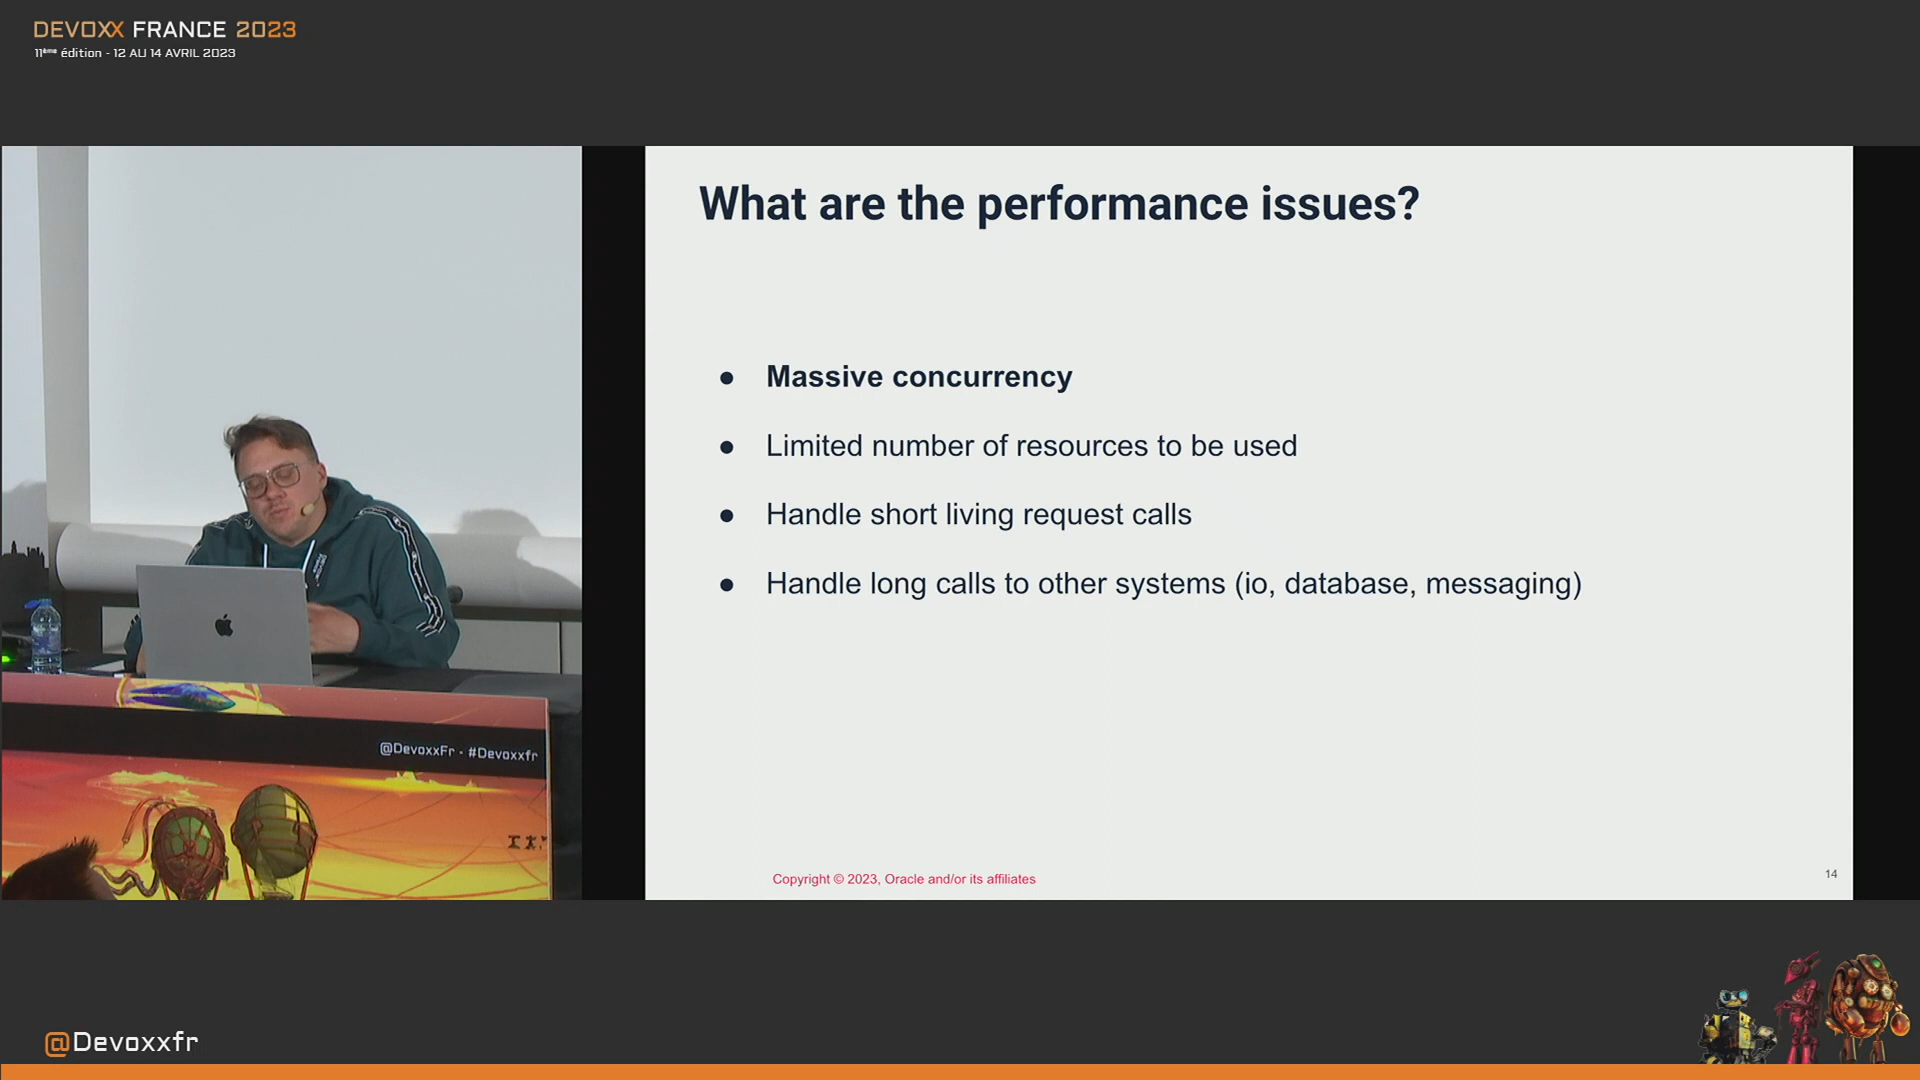 DEVOXX FRANCE 2023
11ème édition - 12 AU 14 AVRIL 2023
What are the performance issues?
● Massive concurrency
● Limited number of resources to be used
● Handle short living request calls
● Handle long calls to other systems (io, database, messaging)
@DevoxxFr - #Devoxxfr
Copyright © 2023, Oracle and/or its affiliates
14
@Devoxxfr